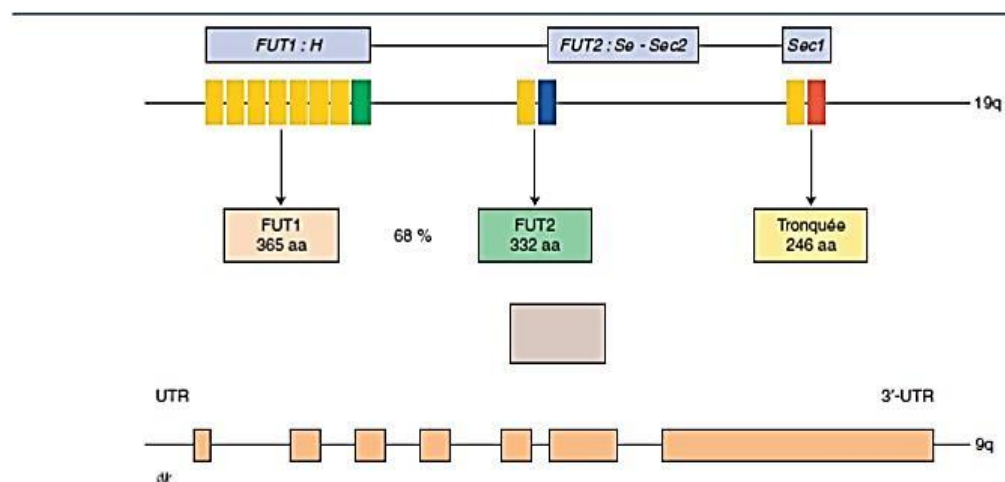 FUT1 : H
FUT2 : Se - Sec2
Sec1
19q
FUT1
365 aa
68 %
FUT2
332 aa
Tronquée
246 aa
UTR
3'-UTR
9q